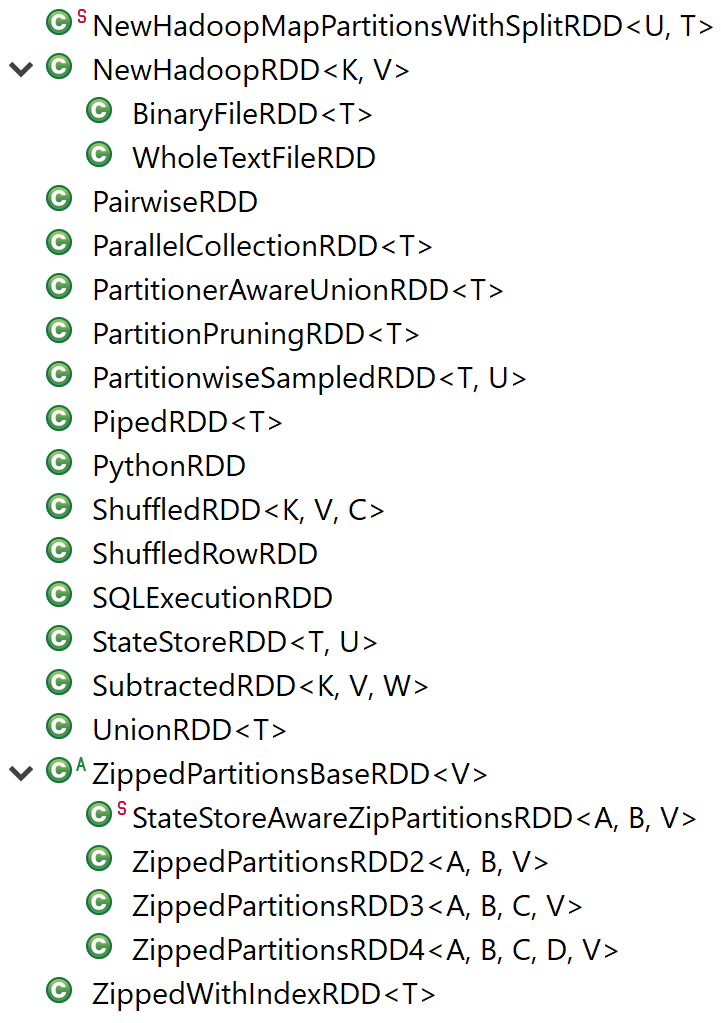 S NewHadoopMapPartitionsWithSplitRDD<U, T>
C NewHadoopRDD<K, V>
C BinaryFileRDD<T>
C WholeTextFileRDD
C PairwiseRDD
C ParallelCollectionRDD<T>
C PartitionerAwareUnionRDD<T>
C PartitionPruningRDD<T>
C PartitionwiseSampledRDD<T, U>
C PipedRDD<T>
C PythonRDD
C ShuffledRDD<K, V, C>
C ShuffledRowRDD
C SQLExecutionRDD
C StateStoreRDD<T, U>
C SubtractedRDD<K, V, W>
C UnionRDD<T>
C A ZippedPartitionsBaseRDD<V>
C S StateStoreAwareZipPartitionsRDD<A, B, V>
C ZippedPartitionsRDD2<A, B, V>
C ZippedPartitionsRDD3<A, B, C, V>
C ZippedPartitionsRDD4<A, B, C, D, V>
C ZippedWithIndexRDD<T>